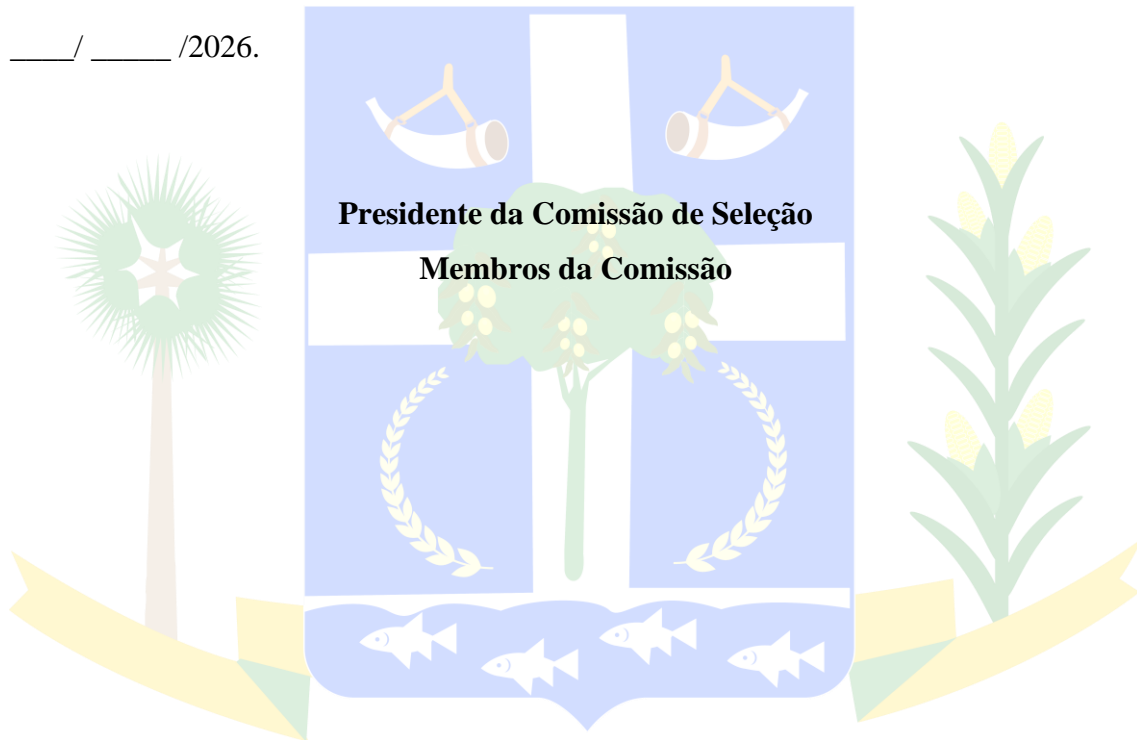 ____/ _____ /2026.
Presidente da Comissão de Seleção
Membros da Comissão